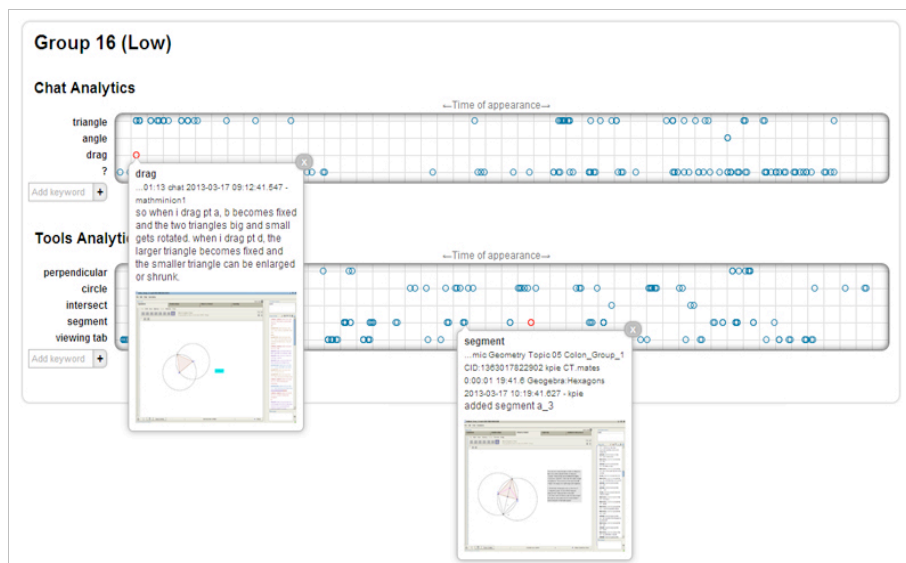 Group 16 (Low)
Chat Analytics
←Time of appearance→
triangle
angle
drag
?
Add keyword +
x
drag
...01:13 chat 2013-03-17 09:12:41.647 -
mathminion1
so when i drag pt a, b becomes fixed
and the two triangles big and small
gets rotated. when i drag pt d, the
larger triangle becomes fixed and
the smaller triangle can be enlarged
or shrunk.
Tools Analytic
←Time of appearance→
perpendicular
circle
intersect
segment
viewing tab
Add keyword +
x
segment
...mic Geometry Topic 05 Colon_Group_1
CID:1363017822902 kpie CT.mates
0:00:01 19:41.6 Geogebra:Hexagons
2013-03-17 10:19:41.627 - kpie
added segment a_3